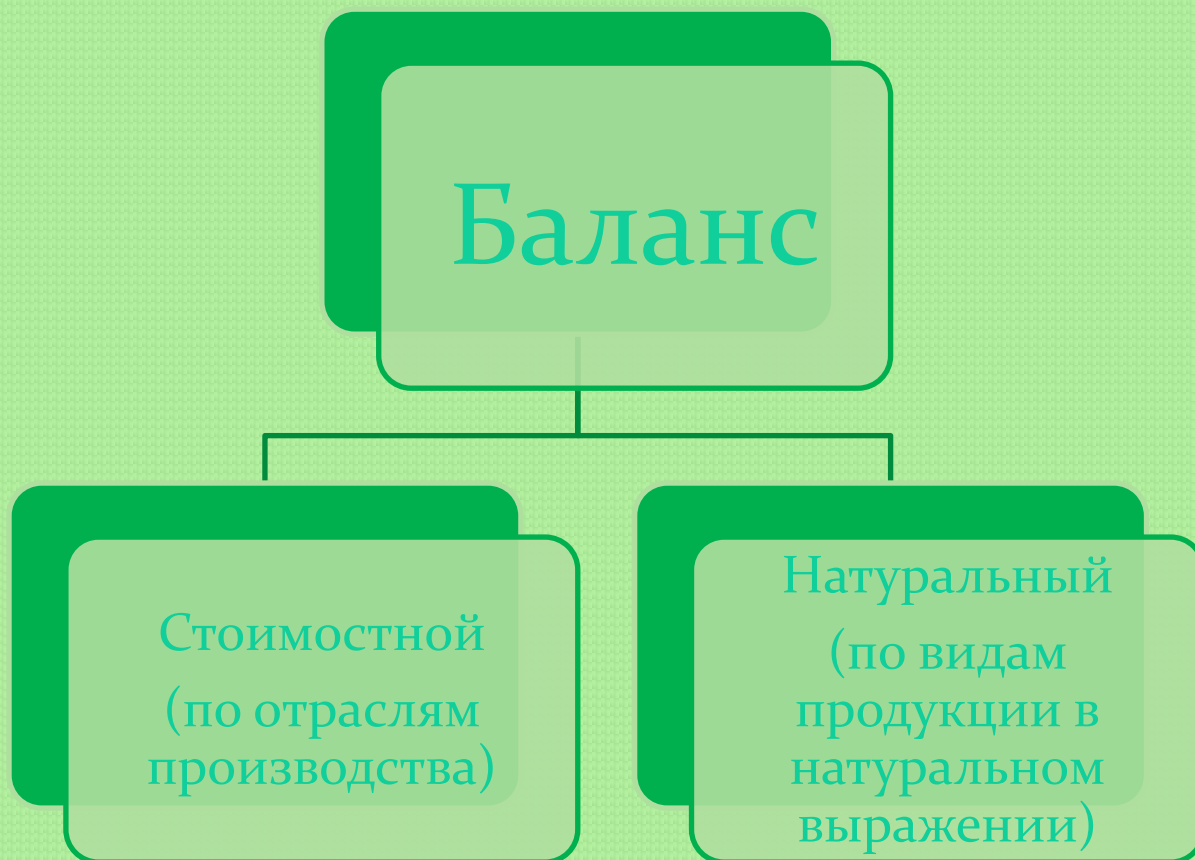 Баланс
Стоимостной
(по отраслям
производства)
Натуральный
(по видам
продукции в
натуральном
выражении)